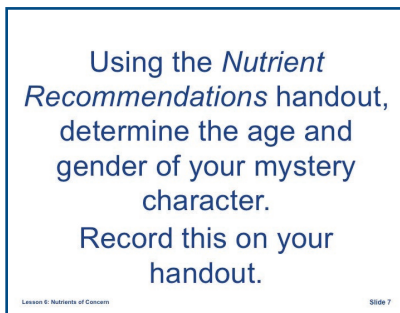 Using the Nutrient
Recommendations handout,
determine the age and
gender of your mystery
character.
Record this on your
handout.
Lesson 6: Nutrients of Concern
Slide 7